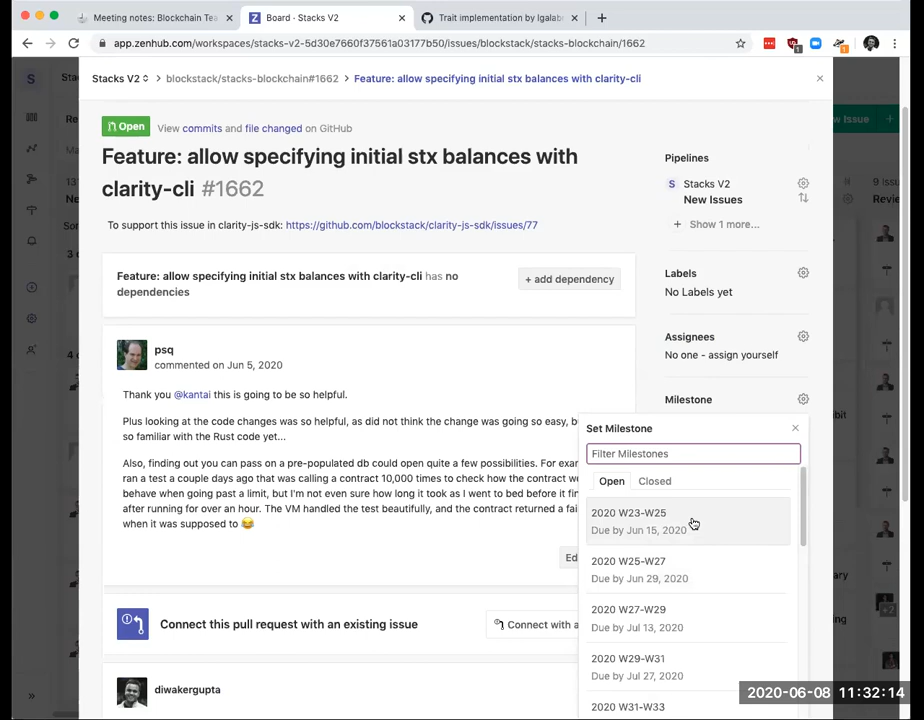 Meeting notes: Blockchain Tea
Board · Stacks V2
Trait implementation by lgalab
app.zenhub.com/workspaces/stacks-v2-5d30e7660f37561a03177b50/issues/blockstack/stacks-blockchain/1662
S
Sta
Stacks V2
blockstack/stacks-blockchain#1662
Feature: allow specifying initial stx balances with clarity-cli
w Issue
9 issu
Revie
Open
View commits and file changed on GitHub
Feature: allow specifying initial stx balances with
clarity-cli #1662
To support this issue in clarity-js-sdk: https://github.com/blockstack/clarity-js-sdk/issues/77
Feature: allow specifying initial stx balances with clarity-cli has no
dependencies
+ add dependency
psq
commented on Jun 5, 2020
Thank you @kantai this is going to be so helpful.
Plus looking at the code changes was so helpful, as did not think the change was going so easy, b
so familiar with the Rust code yet...
Also, finding out you can pass on a pre-populated db could open quite a few possibilities. For exar
ran a test a couple days ago that was calling a contract 10,000 times to check how the contract w
behave when going past a limit, but I'm not even sure how long it took as I went to bed before it fin
after running for over an hour. The VM handled the test beautifully, and the contract returned a fai
when it was supposed to 😂
Ed
Connect this pull request with an existing issue
Connect with a
diwakergupta
Pipelines
S Stacks V2
New Issues
+ Show 1 more...
Labels
No Labels yet
Assignees
No one - assign yourself
Milestone
Set Milestone
Filter Milestones
Open Closed
2020 W23-W25
Due by Jun 15, 2020
2020 W25-W27
Due by Jun 29, 2020
2020 W27-W29
Due by Jul 13, 2020
2020 W29-W31
Due by Jul 27, 2020
2020 W31-W33
2020-06-08 11:32:14